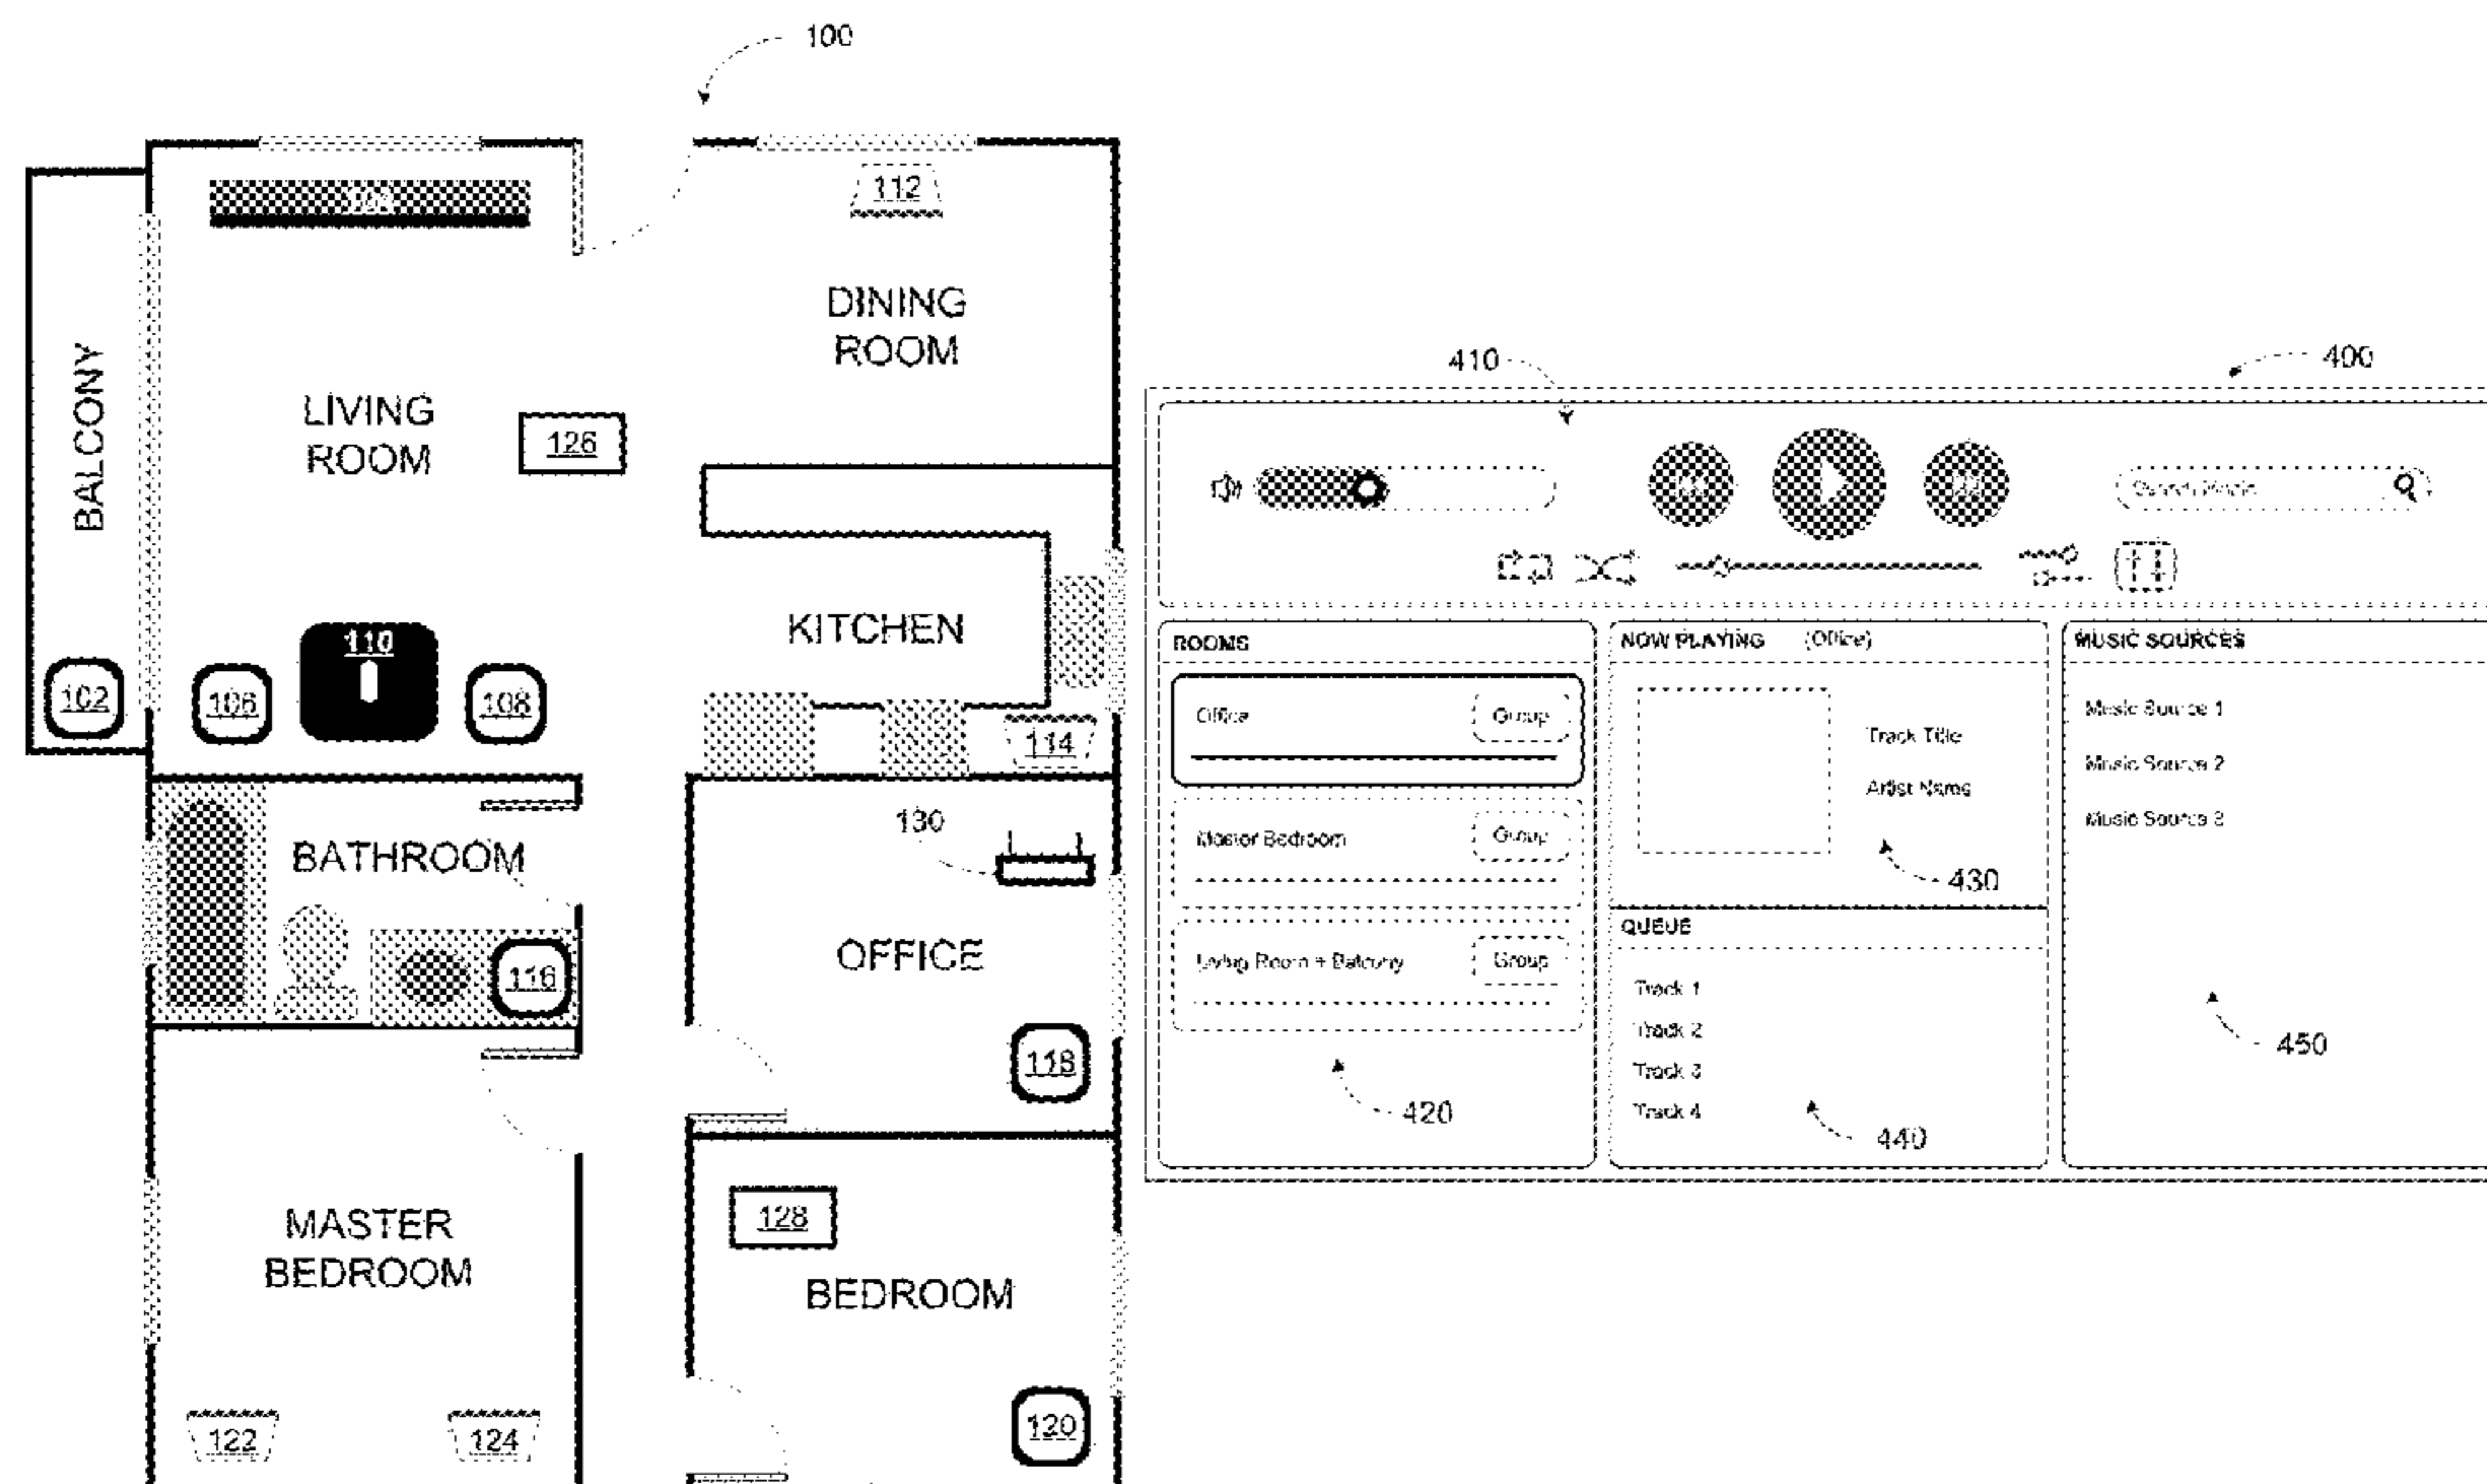 100
112
DINING
ROOM
BALCONY
LIVING
ROOM
126
KITCHEN
110
102
106
108
114
130
BATHROOM
OFFICE
116
118
128
MASTER
BEDROOM
BEDROOM
122
124
120
410
400
ROOMS
Office
Group
Master Bedroom
Group
Living Room + Balcony
Group
420
NOW PLAYING (Office)
Track Title
Artist Name
430
QUEUE
Track 1
Track 2
Track 3
Track 4
440
MUSIC SOURCES
Music Source 1
Music Source 2
Music Source 3
450